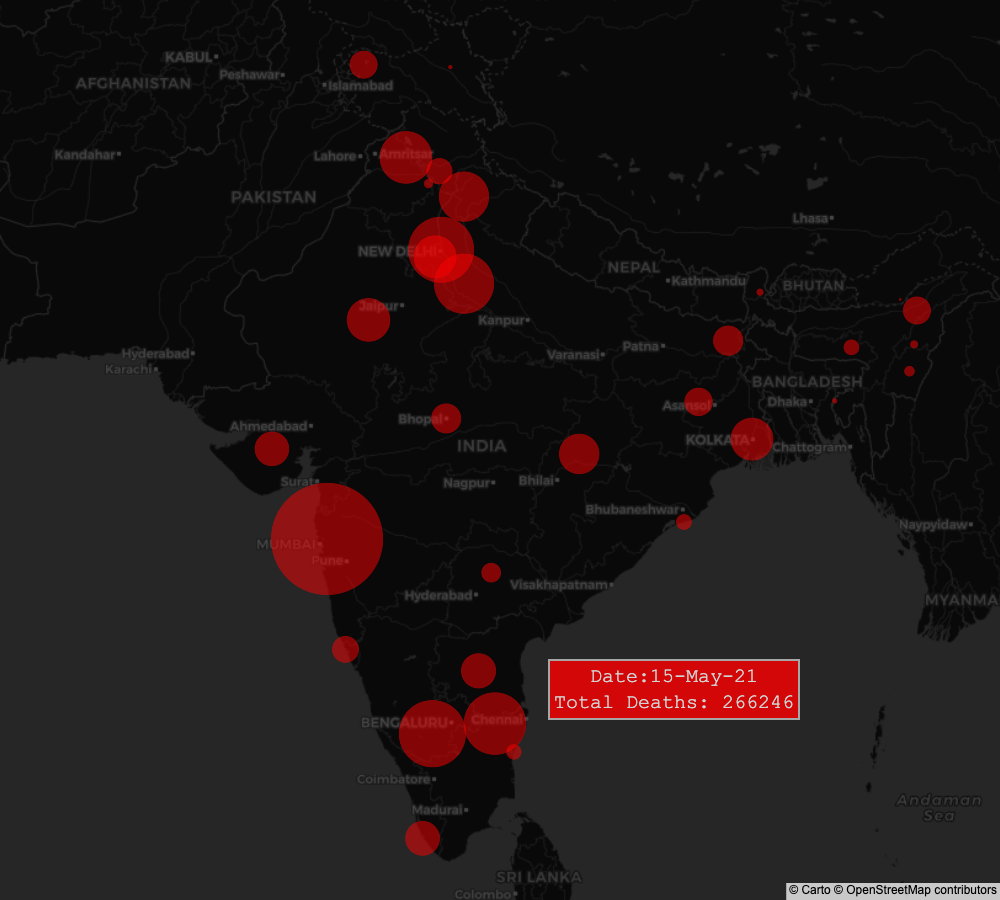 KABUL
Peshawar
AFGHANISTAN
Islamabad
Kandahar
Lahore
Amritsar
PAKISTAN
Lhasa
NEW DELHI
NEPAL
Kathmandu
BHUTAN
Jaipur
Kanpur
Hyderabad
Karachi
Varanasi
Patna
BANGLADESH
Dhaka
Asansol
Ahmedabad
Bhopal
INDIA
KOLKATA
Chattogram
Surat
Nagpur
Bhilai
Bhubaneshwar
Naypyidaw
MUMBAI
Pune
Hyderabad
Visakhapatnam
MYANMA
Date:15-May-21
Total Deaths: 266246
BENGALURU
Chennai
Coimbatore
Madurai
Andaman
Sea
SRI LANKA
Colombo
© Carto © OpenStreetMap contributors